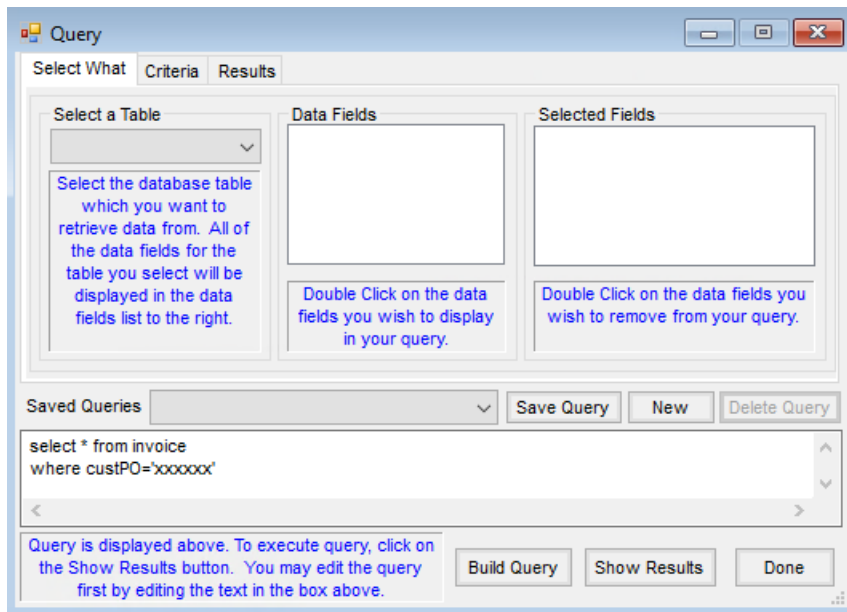 Query
Select What Criteria Results
Select a Table
Select the database table
which you want to
retrieve data from. All of
the data fields for the
table you select will be
displayed in the data
fields list to the right.
Data Fields
Double Click on the data
fields you wish to display
in your query.
Selected Fields
Double Click on the data fields you
wish to remove from your query.
Saved Queries Save Query New Delete Query
select * from invoice
where custPO='xxxxxx'
Query is displayed above. To execute query, click on
the Show Results button. You may edit the query
first by editing the text in the box above.
Build Query Show Results Done